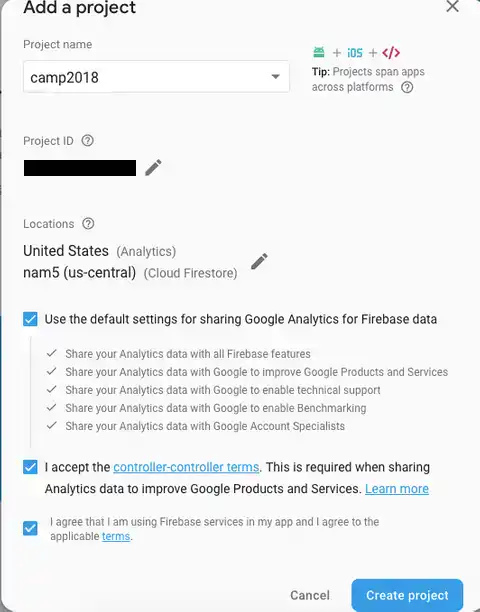 Add a project
Project name
camp2018
+ iOS + </>
Tip: Projects span apps
across platforms ?
Project ID ?
Locations ?
United States (Analytics)
nam5 (us-central) (Cloud Firestore)
Use the default settings for sharing Google Analytics for Firebase data
Share your Analytics data with all Firebase features
Share your Analytics data with Google to improve Google Products and Services
Share your Analytics data with Google to enable technical support
Share your Analytics data with Google to enable Benchmarking
Share your Analytics data with Google Account Specialists
I accept the controller-controller terms. This is required when sharing
Analytics data to improve Google Products and Services. Learn more
I agree that I am using Firebase services in my app and I agree to the
applicable terms.
Cancel Create project